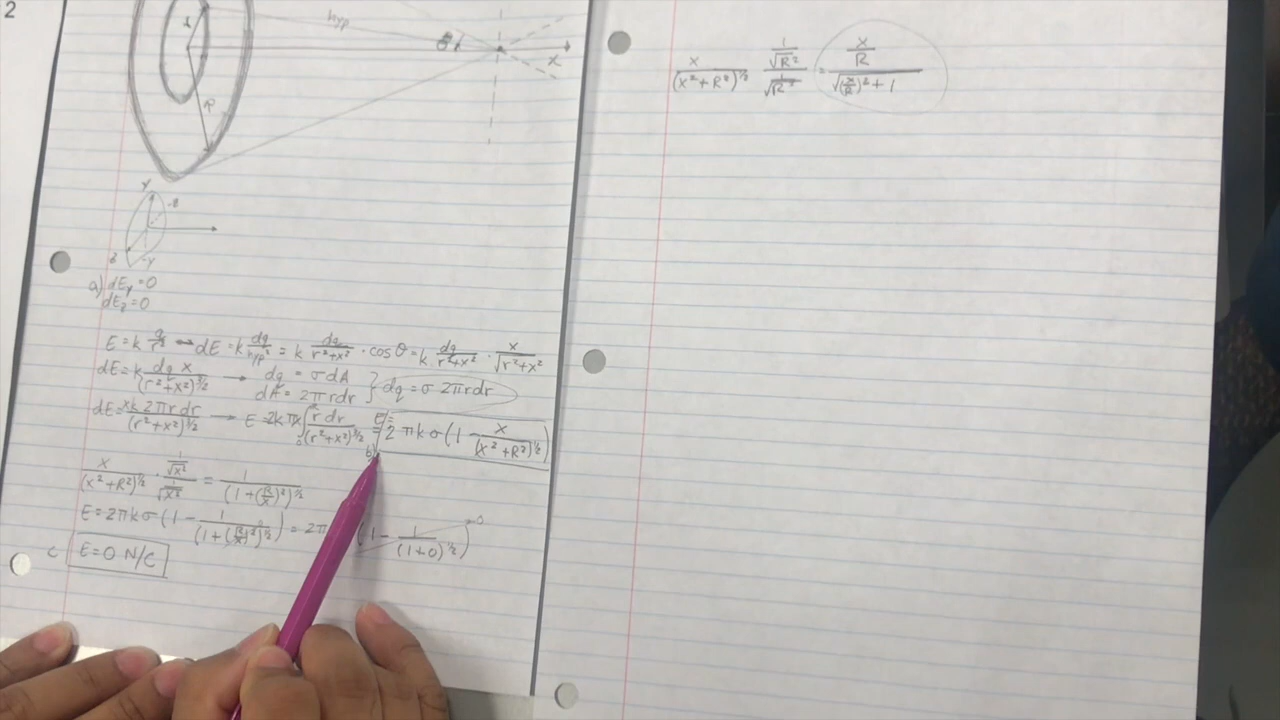 2
r
hyp
θ
x
R
y
-z
z
-y
a) dEy = 0
dEz = 0
E = k q/r² → dE = k dq/hyp² = k dq/(r²+x²) · cos θ = k dq/(r²+x²) · x/√(r²+x²)
dE = k dq x/(r²+x²)^3/2 → dq = σ dA } dq = σ 2πr dr
dA = 2πr dr
dE = xk 2πr dr/(r²+x²)^3/2 → E = 2kπx ∫ r dr/(r²+x²)^3/2 = 2πkσ(1 - x/(x²+R²)^1/2)
b)
x/(x²+R²)^1/2 · (1/√x²)/(1/√x²) = 1/(1+(R/x)²)^1/2
E = 2πkσ(1 - 1/(1+(R/x)²)^1/2) = 2π (1 - 1/(1+0)^1/2) 0
c E = 0 N/C
x/(x²+R²)^1/2 (1/√R²)/(1/√R²) = (x/R)/√((x/R)²+1)